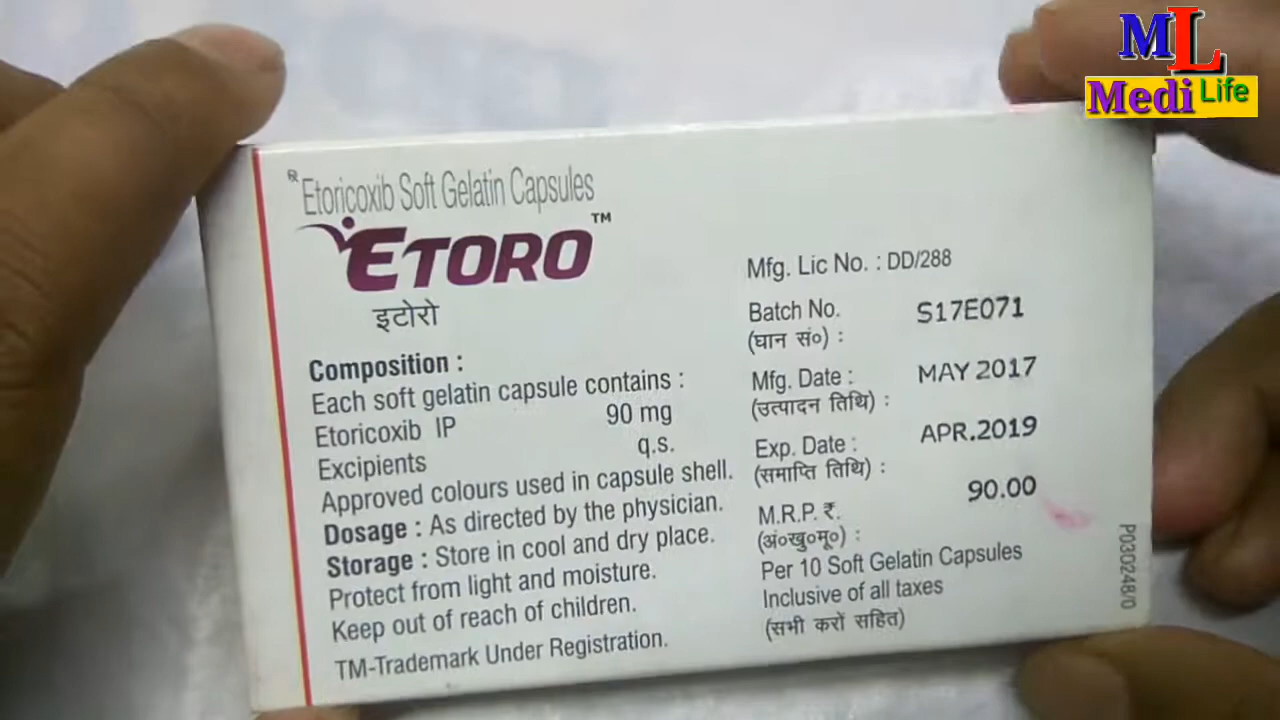 ML
Medi Life
Rx Etoricoxib Soft Gelatin Capsules
ETORO™
इटोरो
Composition :
Each soft gelatin capsule contains :
Etoricoxib IP 90 mg
Excipients q.s.
Approved colours used in capsule shell.
Dosage : As directed by the physician.
Storage : Store in cool and dry place.
Protect from light and moisture.
Keep out of reach of children.
TM-Trademark Under Registration.
Mfg. Lic No. : DD/288
Batch No. S17E071
(घान सं०) :
Mfg. Date : MAY 2017
(उत्पादन तिथि) :
Exp. Date : APR.2019
(समाप्ति तिथि) :
M.R.P. ₹. 90.00
(अं०खु०मू०) :
Per 10 Soft Gelatin Capsules
Inclusive of all taxes
(सभी करों सहित)
P030248/0